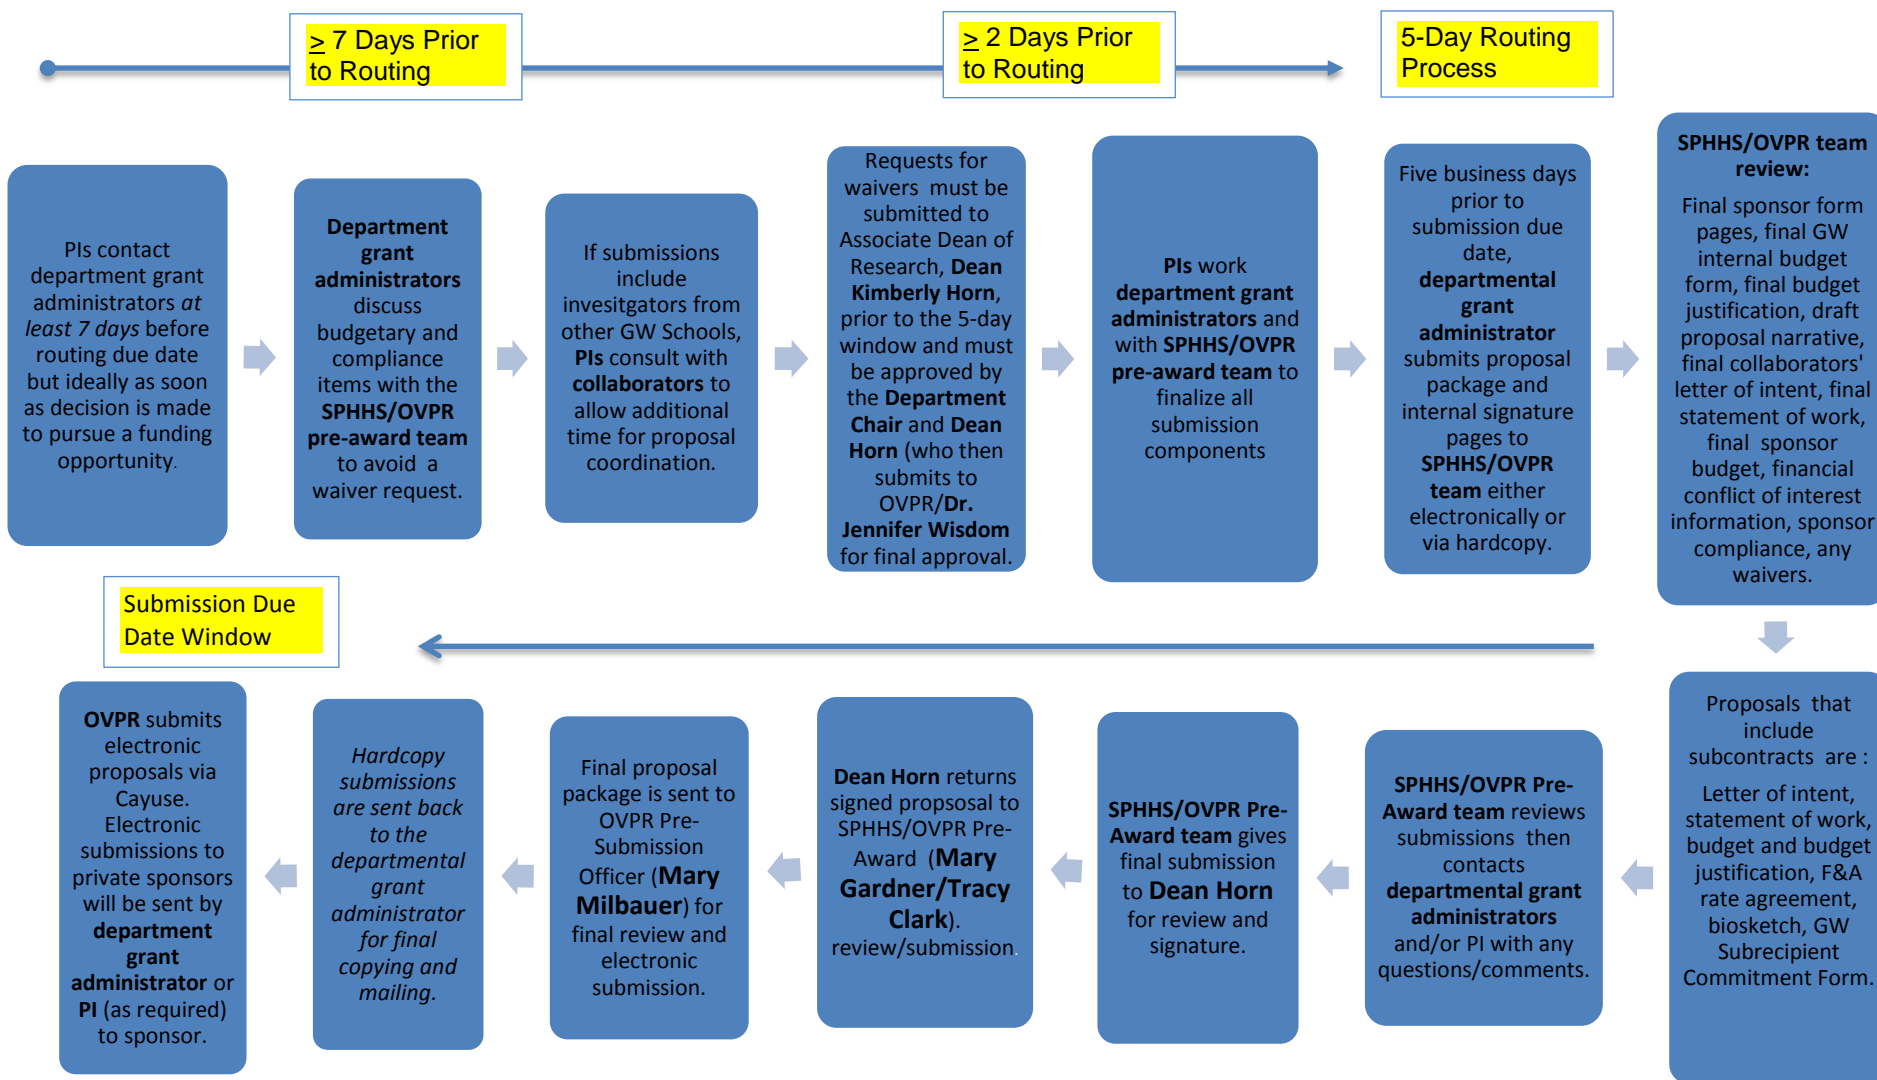 ≥ 7 Days Prior
to Routing
≥ 2 Days Prior
to Routing
5-Day Routing
Process
PIs contact
department grant
administrators at
least 7 days before
routing due date
but ideally as soon
as decision is made
to pursue a funding
opportunity.
Department
grant
administrators
discuss
budgetary and
compliance
items with the
SPHHS/OVPR
pre-award team
to avoid a
waiver request.
If submissions
include
invesitgators from
other GW Schools,
PIs consult with
collaborators to
allow additional
time for proposal
coordination.
Requests for
waivers must be
submitted to
Associate Dean of
Research, Dean
Kimberly Horn,
prior to the 5-day
window and must
be approved by
the Department
Chair and Dean
Horn (who then
submits to
OVPR/Dr.
Jennifer Wisdom
for final approval.
PIs work
department grant
administrators and
with SPHHS/OVPR
pre-award team to
finalize all
submission
components
Five business days
prior to
submission due
date,
departmental
grant
administrator
submits proposal
package and
internal signature
pages to
SPHHS/OVPR
team either
electronically or
via hardcopy.
SPHHS/OVPR team
review:
Final sponsor form
pages, final GW
internal budget
form, final budget
justification, draft
proposal narrative,
final collaborators'
letter of intent, final
statement of work,
final sponsor
budget, financial
conflict of interest
information, sponsor
compliance, any
waivers.
Proposals that
include
subcontracts are :
Letter of intent,
statement of work,
budget and budget
justification, F&A
rate agreement,
biosketch, GW
Subrecipient
Commitment Form.
SPHHS/OVPR Pre-
Award team reviews
submissions then
contacts
departmental grant
administrators
and/or PI with any
questions/comments.
SPHHS/OVPR Pre-
Award team gives
final submission
to Dean Horn
for review and
signature.
Dean Horn returns
signed propsosal to
SPHHS/OVPR Pre-
Award (Mary
Gardner/Tracy
Clark).
review/submission.
Final proposal
package is sent to
OVPR Pre-
Submission
Officer (Mary
Milbauer) for
final review and
electronic
submission.
Hardcopy
submissions
are sent back
to the
departmental
grant
administrator
for final
copying and
mailing.
Submission Due
Date Window
OVPR submits
electronic
proposals via
Cayuse.
Electronic
submissions to
private sponsors
will be sent by
department
grant
administrator or
PI (as required)
to sponsor.